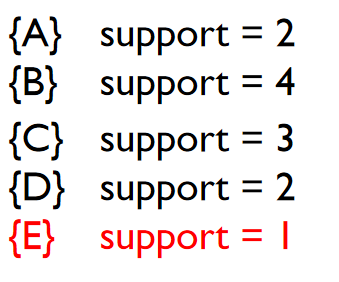 {A} support = 2
{B} support = 4
{C} support = 3
{D} support = 2
{E} support = 1